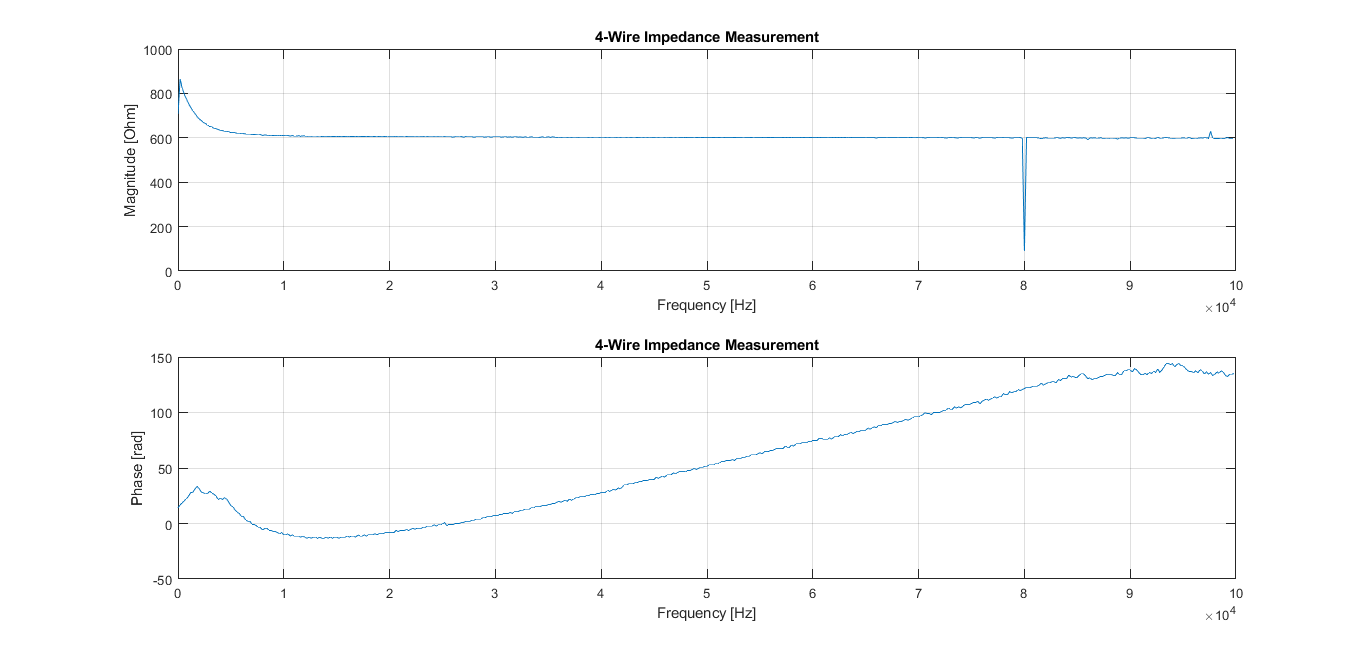 4-Wire Impedance Measurement
1000
800
600
400
200
0
Magnitude [Ohm]
0 1 2 3 4 5 6 7 8 9 10
Frequency [Hz]
×10^4
4-Wire Impedance Measurement
150
100
50
0
-50
Phase [rad]
0 1 2 3 4 5 6 7 8 9 10
Frequency [Hz]
×10^4